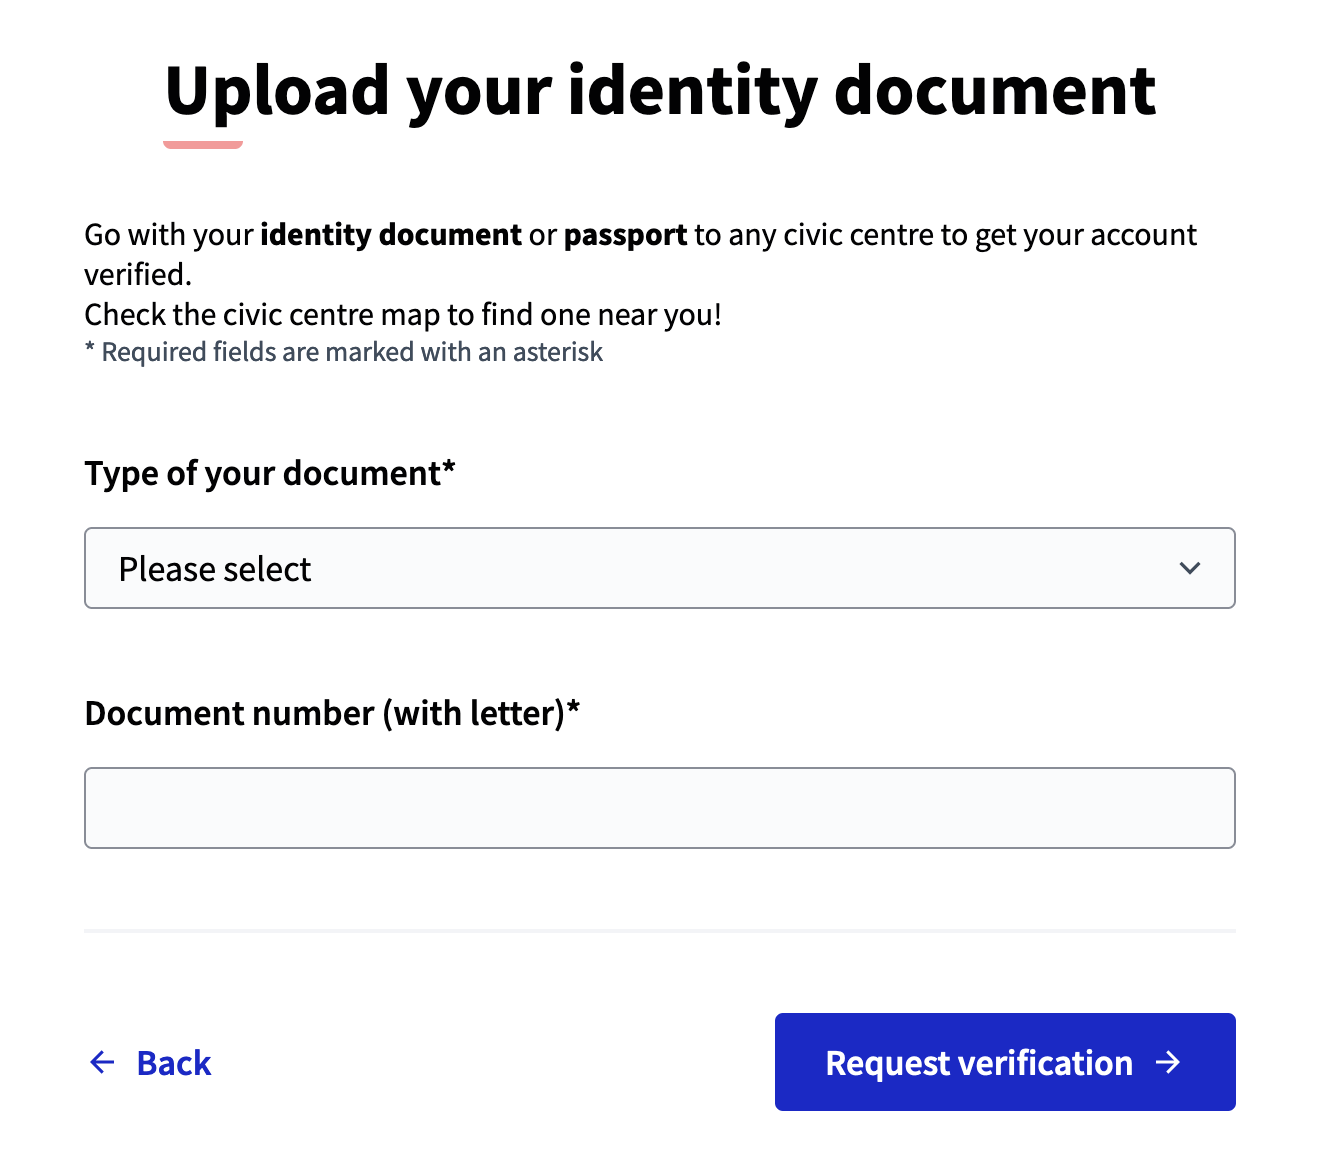 Upload your identity document
Go with your identity document or passport to any civic centre to get your account
verified.
Check the civic centre map to find one near you!
* Required fields are marked with an asterisk
Type of your document*
Please select
Document number (with letter)*
Back
Request verification